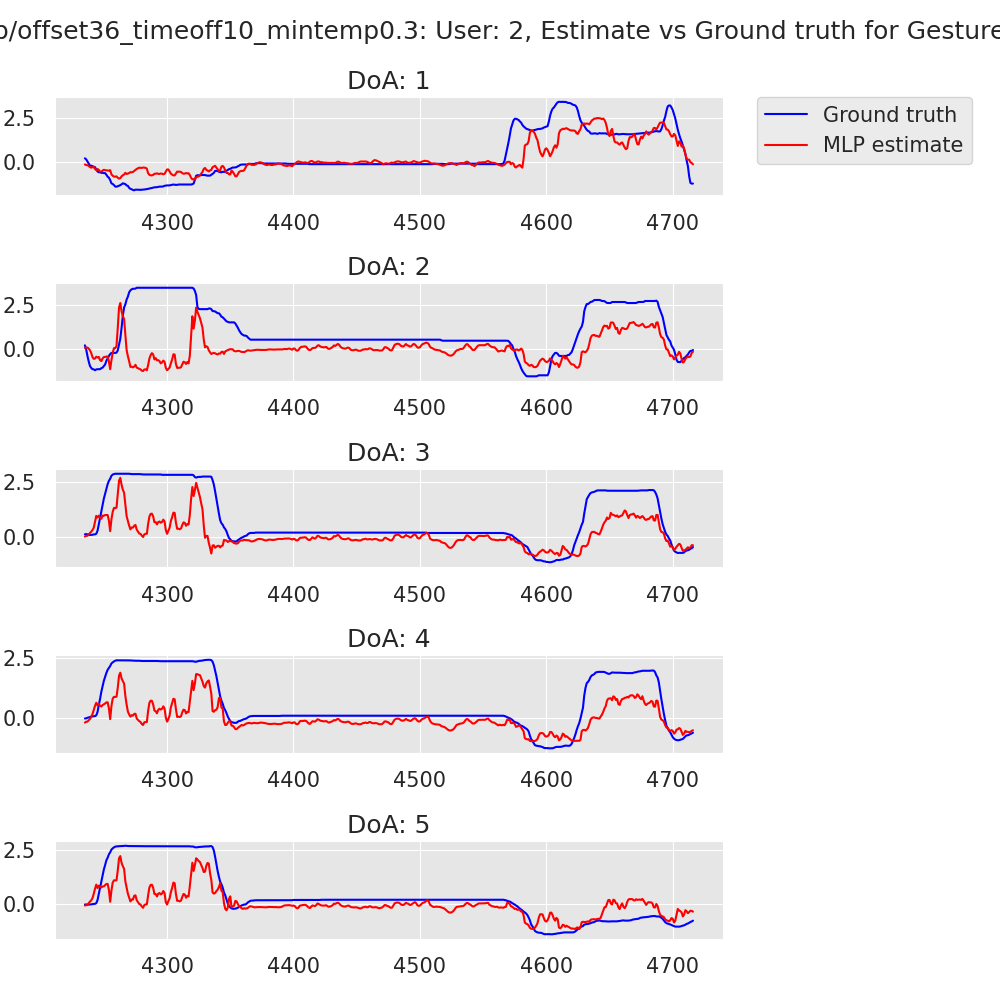 /offset36_timeoff10_mintemp0.3: User: 2, Estimate vs Ground truth for Gesture
DoA: 1
2.5
0.0
4300 4400 4500 4600 4700
Ground truth
MLP estimate
DoA: 2
2.5
0.0
4300 4400 4500 4600 4700
DoA: 3
2.5
0.0
4300 4400 4500 4600 4700
DoA: 4
2.5
0.0
4300 4400 4500 4600 4700
DoA: 5
2.5
0.0
4300 4400 4500 4600 4700